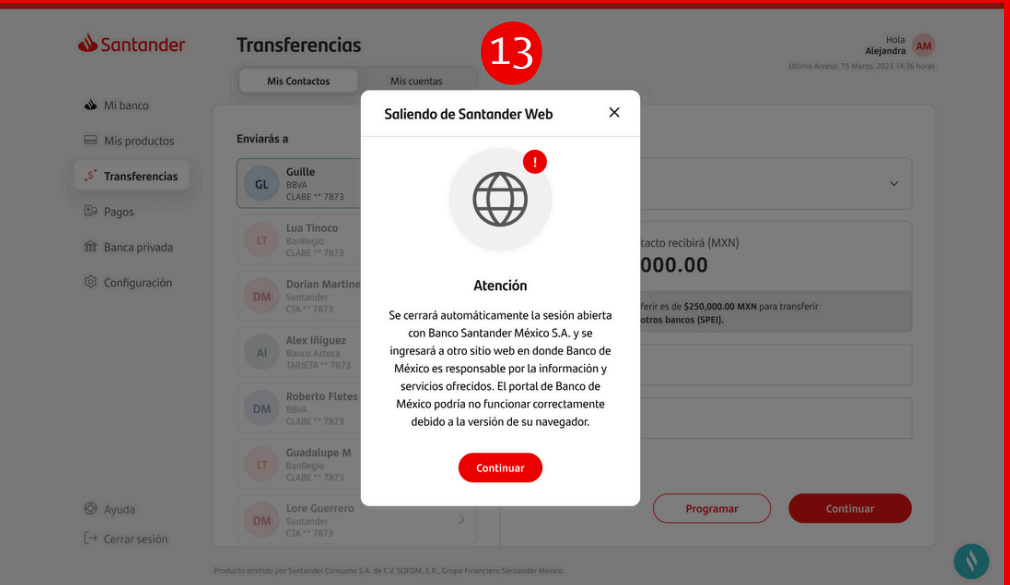 13
Santander
Transferencias
Hola
Alejandra
AM
Último Acceso: 15 Marzo, 2023 14:36 hores
Mis Contactos
Mis cuentas
Mi banco
Mis productos
Transferencias
Pagos
Banca privada
Configuración
Ayuda
Cerrar sesión
Enviarás a
GL
Guille
BBVA
CLABE ** 7873
LT
Lua Tinoco
BanRegio
CLABE ** 7873
DM
Dorian Martine
Santander
CTA ** 7873
AI
Alex Iñiguez
Banco Azteca
TARJETA ** 7873
DM
Roberto Fletes
BBVA
CLABE ** 7873
LT
Guadalupe M
BanRegio
CLABE ** 7873
DM
Lore Guerrero
Santander
CTA ** 7873
Saliendo de Santander Web
!
Atención
Se cerrará automáticamente la sesión abierta
con Banco Santander México S.A. y se
ingresará a otro sitio web en donde Banco de
México es responsable por la información y
servicios ofrecidos. El portal de Banco de
México podría no funcionar correctamente
debido a la versión de su navegador.
Continuar
tacto recibirá (MXN)
000.00
ferir es de $250,000.00 MXN para transferir
otros bancos (SPEI).
Programar
Continuar
Producto emitido por Santander Consumo S.A. de C.V. SOFOM, E.R., Grupo Financiero Santander México.